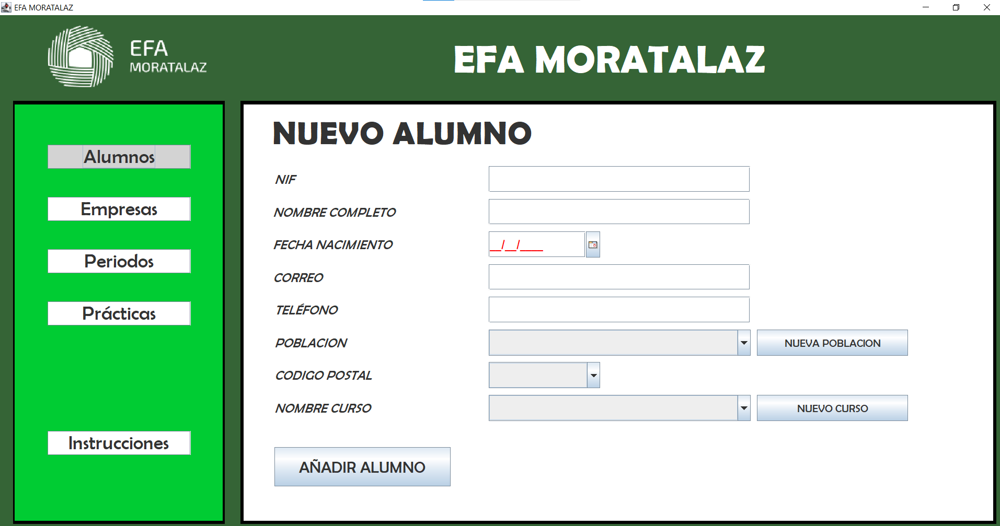 EFA MORATALAZ
EFA
MORATALAZ
EFA MORATALAZ
Alumnos
Empresas
Periodos
Prácticas
Instrucciones
NUEVO ALUMNO
NIF
NOMBRE COMPLETO
FECHA NACIMIENTO
__/__/____
CORREO
TELÉFONO
POBLACION
NUEVA POBLACION
CODIGO POSTAL
NOMBRE CURSO
NUEVO CURSO
AÑADIR ALUMNO